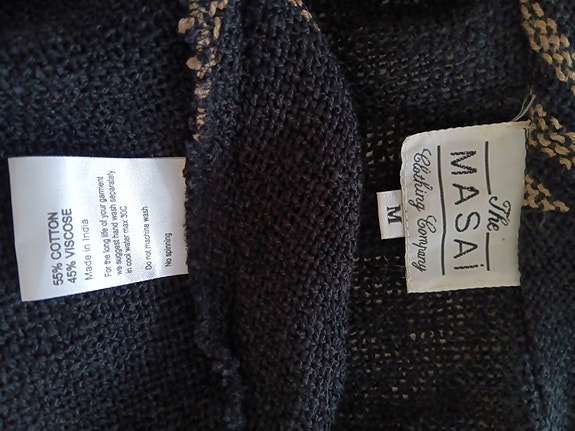 55% COTTON
45% VISCOSE
Made In India
For the long life of your garment
we suggest hand wash separately
in cool water max 30C
Do not machine wash
No spinning
The
MASAi
Clothing Company
M